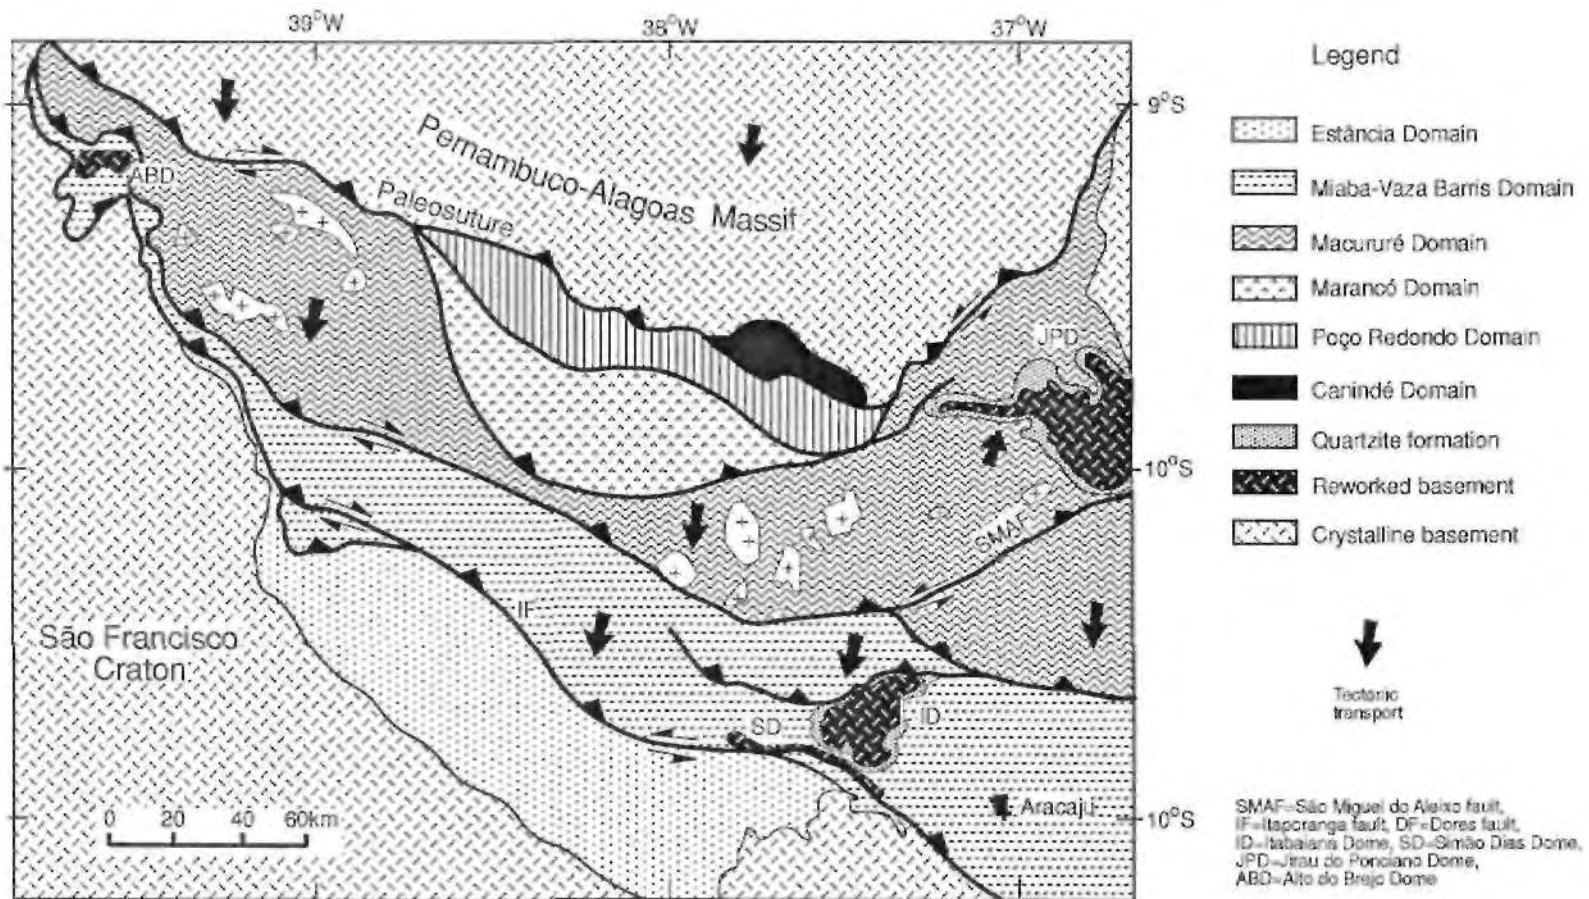 39°W 38°W 37°W
9°S
10°S
10°S
Pernambuco-Alagoas Massif
Paleosuture
ABD
JPD
SMAF
IF
SD
ID
Aracaju
São Francisco
Craton
0 20 40 60km
Legend
Estância Domain
Miaba-Vaza Barris Domain
Macururé Domain
Marancó Domain
Poço Redondo Domain
Canindé Domain
Quartzite formation
Reworked basement
Crystalline basement
Tectonic
transport
SMAF=São Miguel do Aleixo fault,
IF=Itaporanga fault, DF=Dores fault,
ID=Itabaiana Dome, SD=Simão Dias Dome,
JPD=Jirau do Ponciano Dome,
ABD=Alto do Brejo Dome